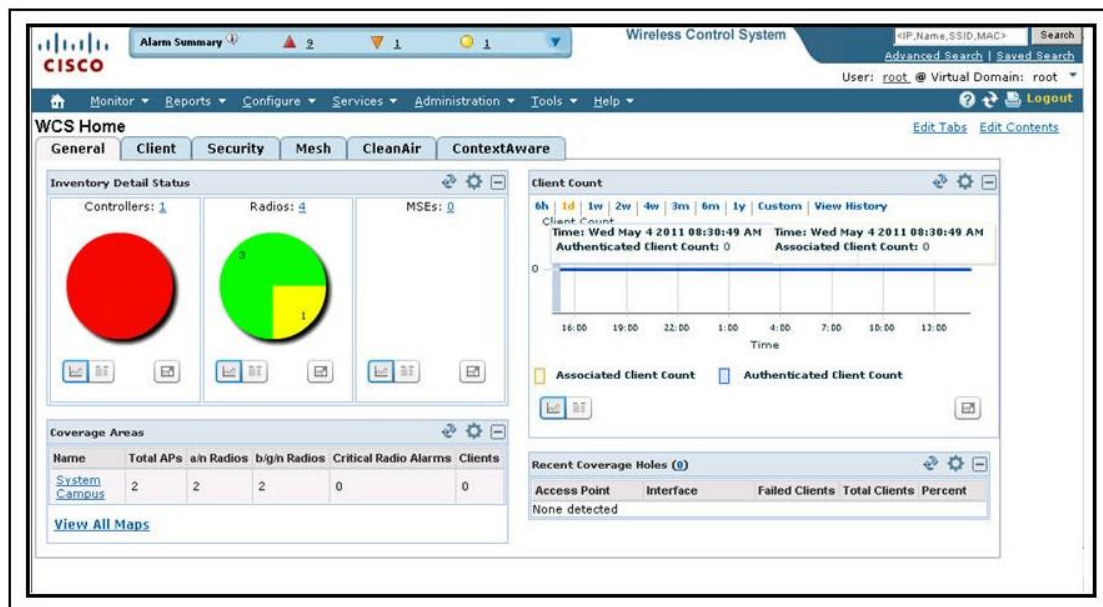 CISCO
Alarm Summary 9 1 1
Wireless Control System
<IP,Name,SSID,MAC> Search
Advanced Search | Saved Search
User: root @ Virtual Domain: root
Monitor Reports Configure Services Administration Tools Help
Logout
WCS Home
Edit Tabs Edit Contents
General Client Security Mesh CleanAir ContextAware
Inventory Detail Status
Controllers: 1 Radios: 4 MSEs: 0
3
1
Client Count
6h | 1d | 1w | 2w | 4w | 3m | 6m | 1y | Custom | View History
Client Count
Time: Wed May 4 2011 08:30:49 AM Time: Wed May 4 2011 08:30:49 AM
Authenticated Client Count: 0 Associated Client Count: 0
0
16:00 19:00 22:00 1:00 4:00 7:00 10:00 13:00
Time
Associated Client Count Authenticated Client Count
Coverage Areas
Name Total APs a/n Radios b/g/n Radios Critical Radio Alarms Clients
System
Campus
2 2 2 0 0
View All Maps
Recent Coverage Holes (0)
Access Point Interface Failed Clients Total Clients Percent
None detected